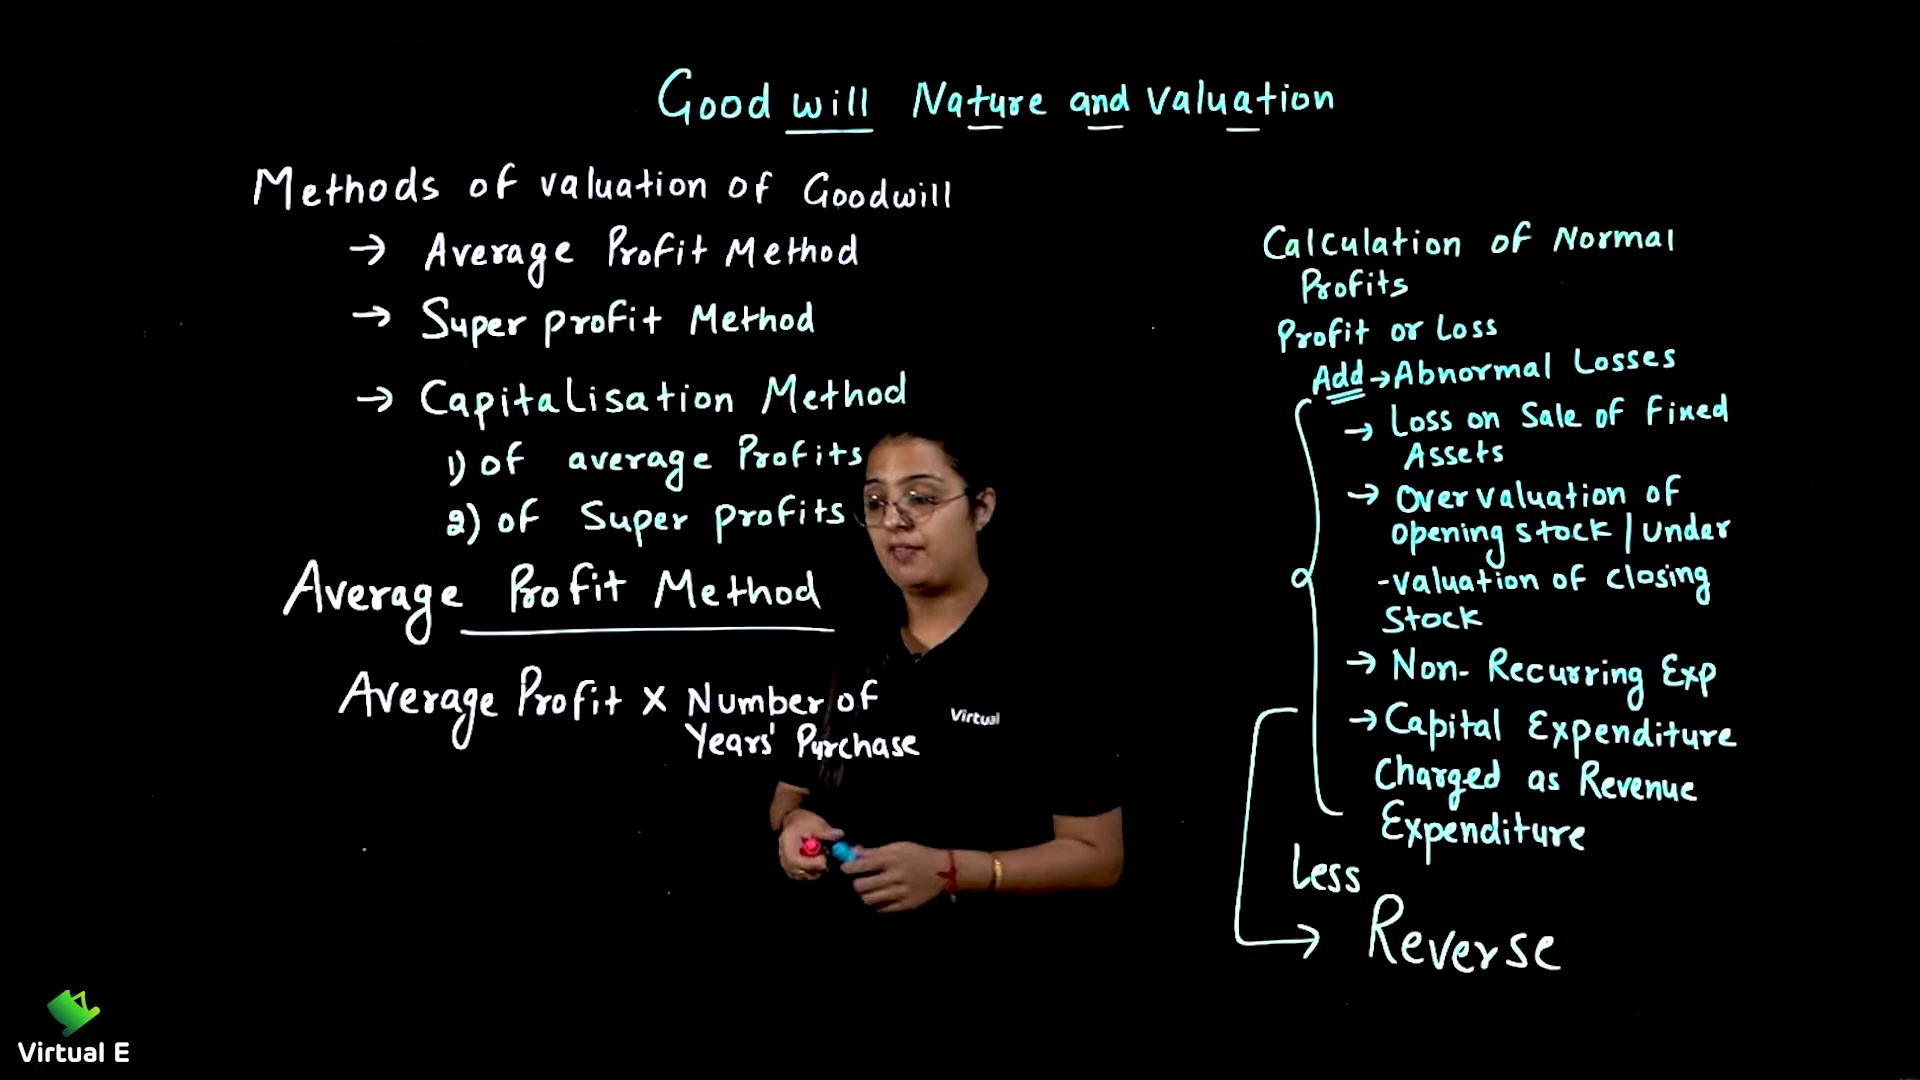 Good will Nature and Valuation
Methods of valuation of Goodwill
→ Average Profit Method
→ Super profit Method
→ Capitalisation Method
1) of average Profits
2) of Super profits
Average Profit Method
Average Profit X Number of
Years' Purchase
Calculation of Normal
Profits
Profit or Loss
Add → Abnormal Losses
→ Loss on Sale of Fixed
Assets
→ Over valuation of
opening stock | Under
-valuation of closing
Stock
→ Non-Recurring Exp
→ Capital Expenditure
Charged as Revenue
Expenditure
Less
→ Reverse
Virtual
Virtual E